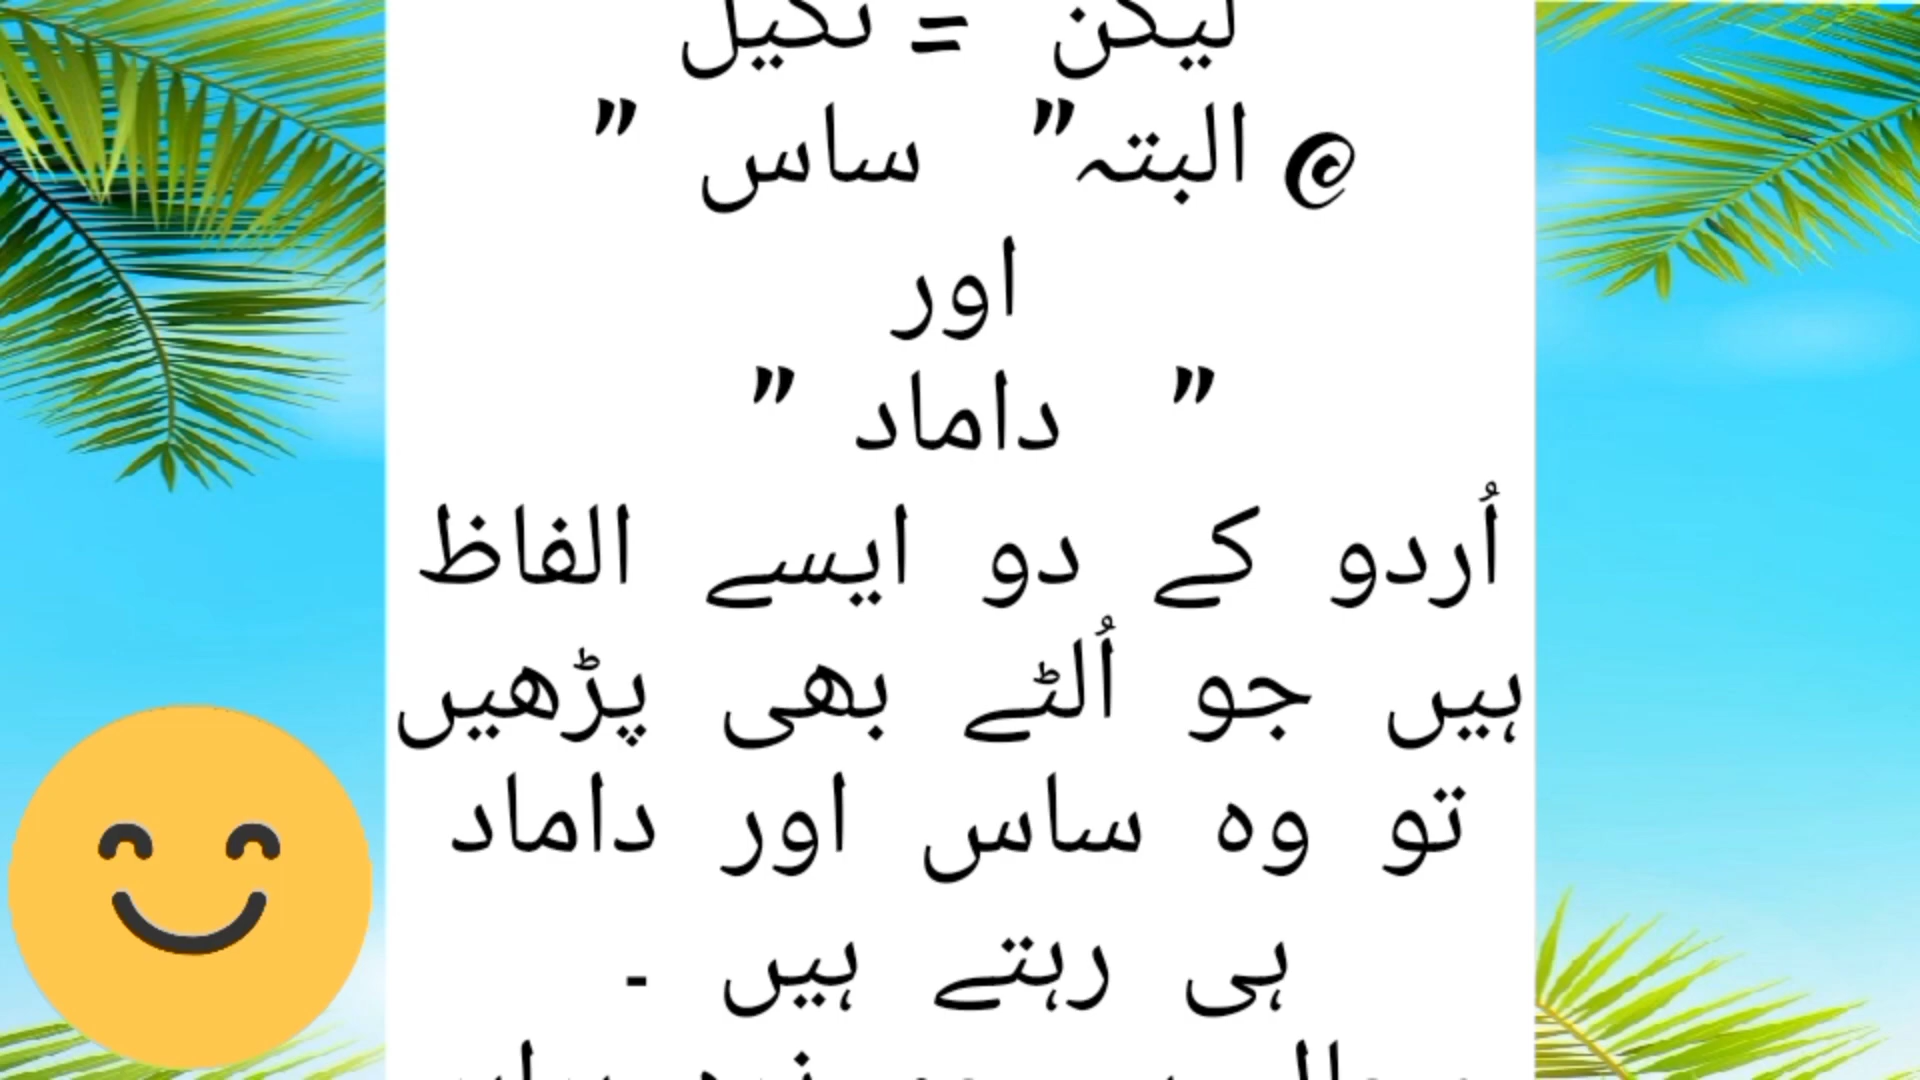 لیکن = نکیل
@ البتہ” ساس ”
اور
” داماد ”
اُردو کے دو ایسے الفاظ
ہیں جو اُلٹے بھی پڑھیں
تو وہ ساس اور داماد
ہی رہتے ہیں ۔